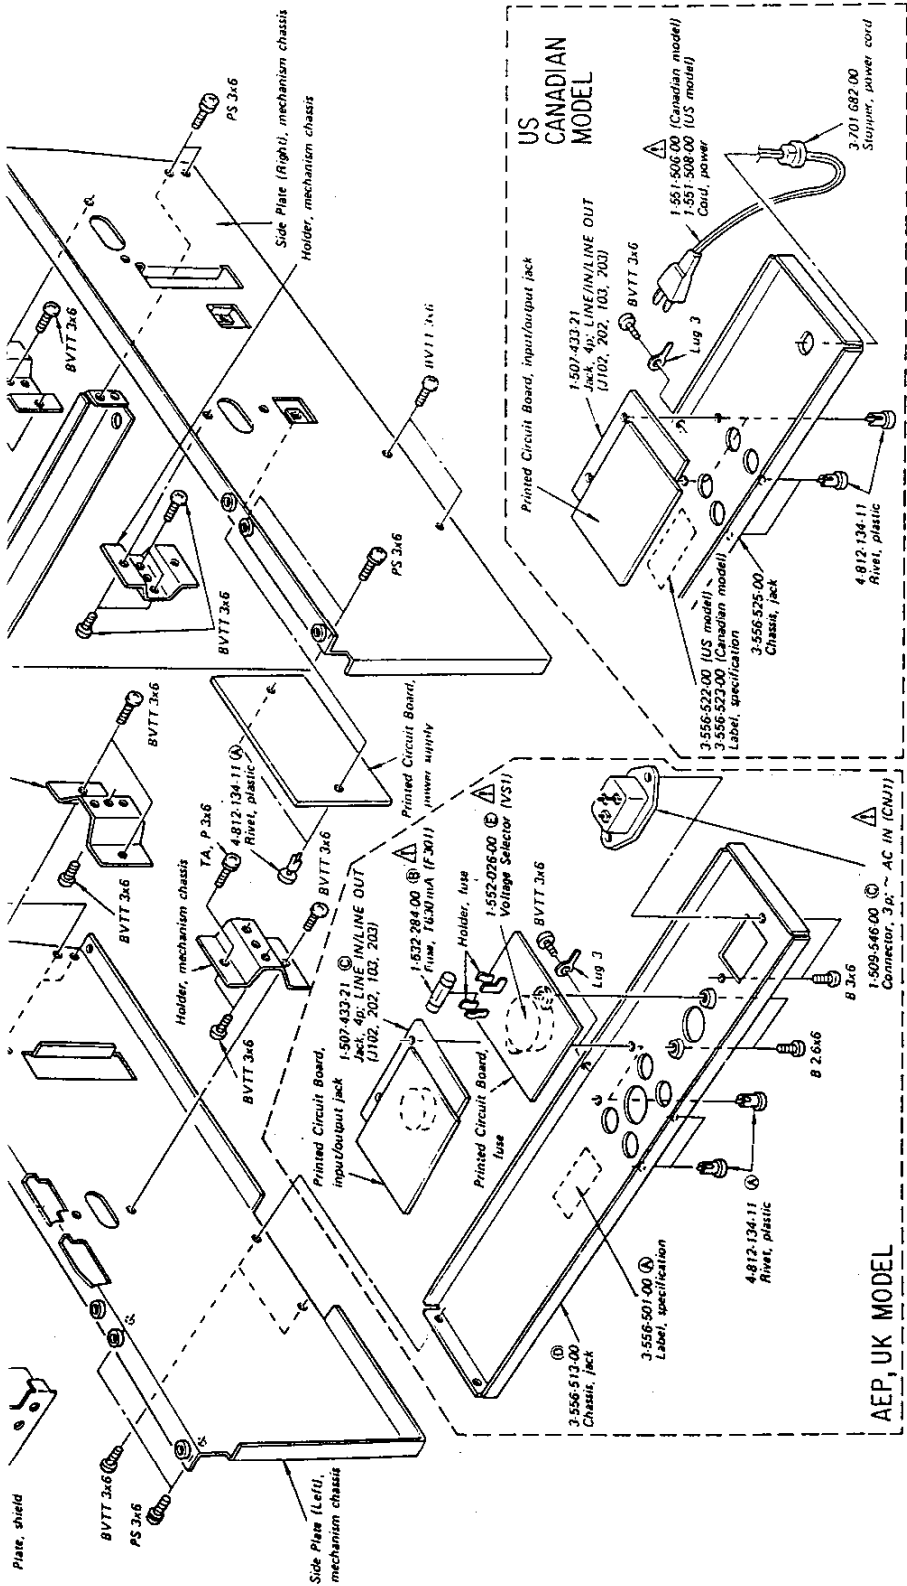 Plate, shield
BVTT 3x6
PS 3x6
Side Plate (Left),
mechanism chassis
Holder, mechanism chassis
BVTT 3x6
TA, P 3x6
BVTT 3x6
BVTT 3x6
BVTT 3x6
4-812-134-11 Ⓐ
Rivet, plastic
Printed Circuit Board,
power supply
BVTT 3x6
BVTT 3x6
PS 3x6
BVTT 3x6
PS 3x6
Side Plate (Right), mechanism chassis
Holder, mechanism chassis
AEP, UK MODEL
Printed Circuit Board,
input/output jack
1-507-433-21 Ⓒ
Jack, 4p; LINE IN/LINE OUT
(J102, 202, 103, 203)
1-532-284-00 Ⓑ ⚠
Fuse, T630 mA (F301)
Holder, fuse
1-552-026-00 Ⓔ ⚠
Voltage Selector (VS1)
BVTT 3x6
Lug 3
Printed Circuit Board,
fuse
3-556-513-00 Ⓓ
Chassis, jack
3-556-501-00 Ⓐ
Label, specification
4-812-134-11 Ⓐ
Rivet, plastic
B 2.6x6
B 3x6
1-509-546-00 Ⓒ ⚠
Connector, 3p; ~ AC IN (CNJ1)
US
CANADIAN
MODEL
Printed Circuit Board, input/output jack
1-507-433-21
Jack, 4p; LINE/IN/LINE OUT
(J102, 202, 103, 203)
BVTT 3x6
Lug 3
⚠
1-551-506-00 (Canadian model)
1-551-508-00 (US model)
Cord, power
3-701-682-00
Stopper, power cord
3-556-522-00 (US model)
3-556-523-00 (Canadian model)
Label, specification
3-556-525-00
Chassis, jack
4-812-134-11
Rivet, plastic